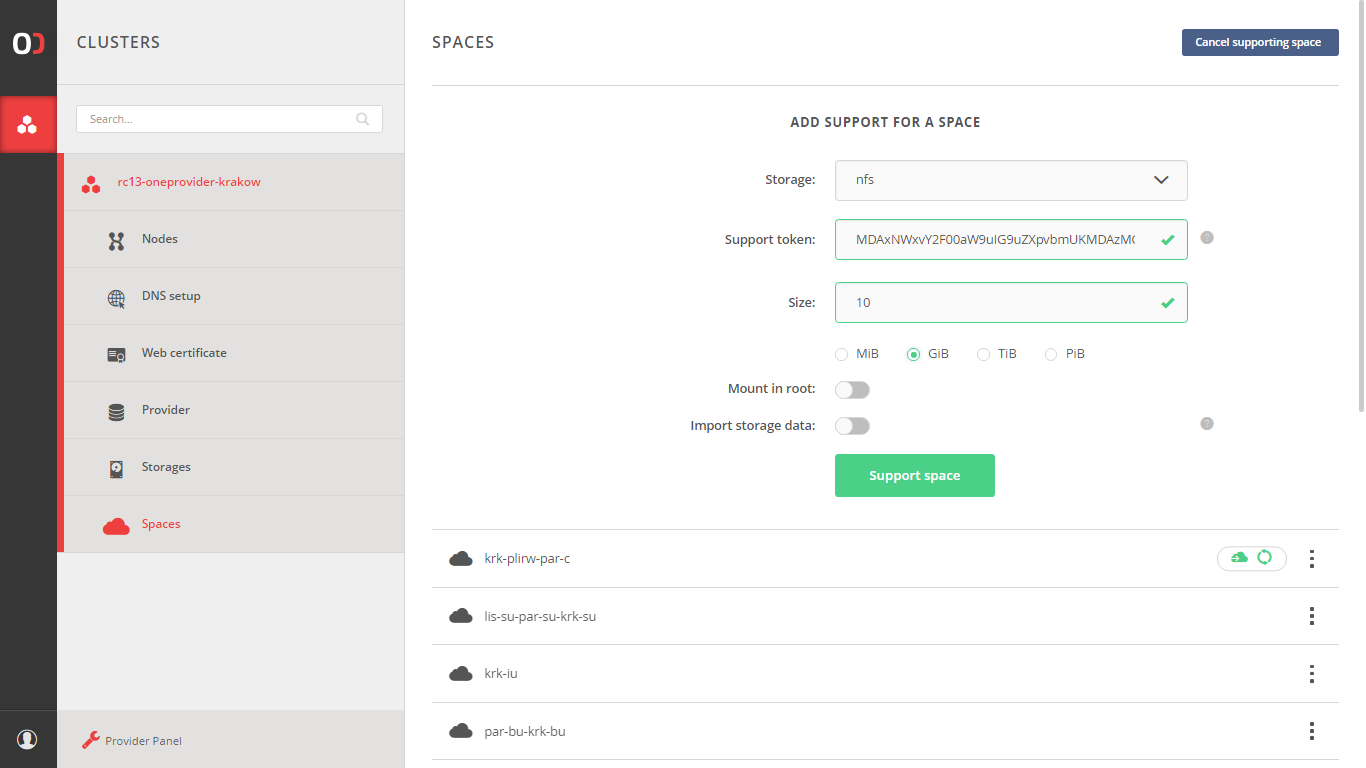 CLUSTERS
Search...
rc13-oneprovider-krakow
Nodes
DNS setup
Web certificate
Provider
Storages
Spaces
Provider Panel
SPACES
Cancel supporting space
ADD SUPPORT FOR A SPACE
Storage: nfs
Support token: MDAxNWxvY2F00aW9uIG9uZXpvbmUKMDAzM
Size: 10
MiB GiB TiB PiB
Mount in root:
Import storage data:
Support space
krk-plirw-par-c
lis-su-par-su-krk-su
krk-iu
par-bu-krk-bu